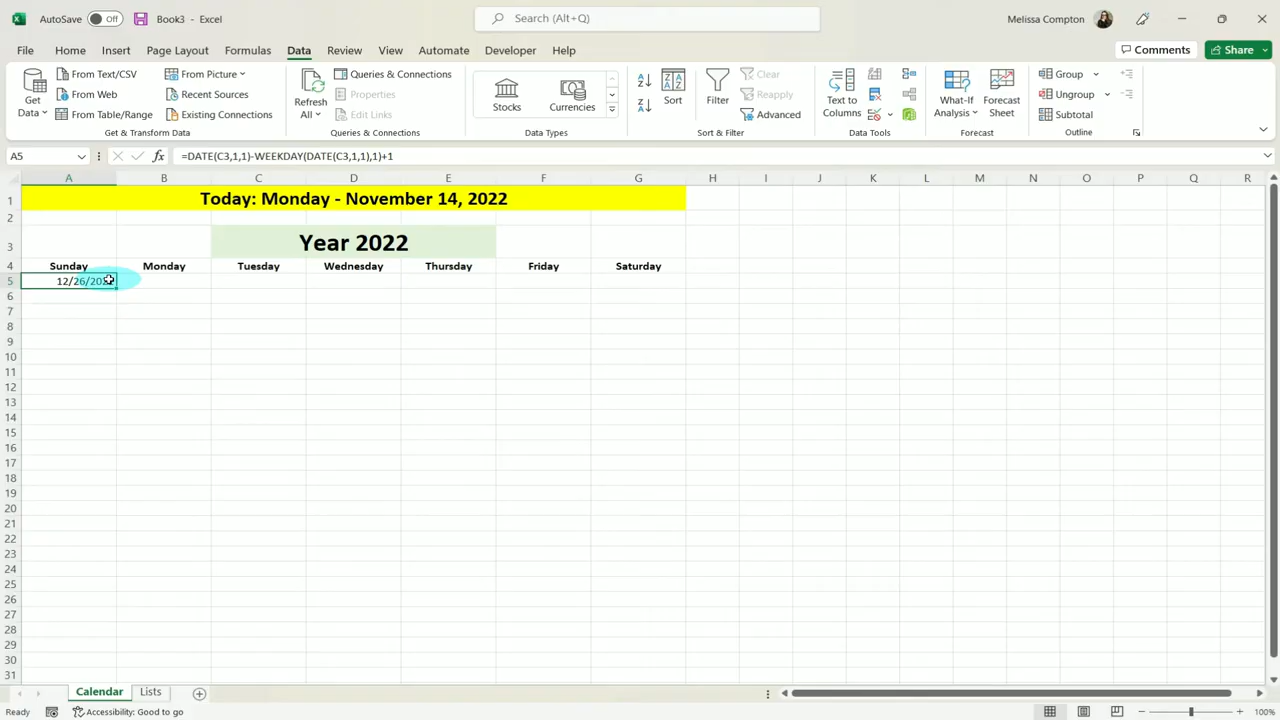 AutoSave Off Book3 - Excel Search (Alt+Q) Melissa Compton
File Home Insert Page Layout Formulas Data Review View Automate Developer Help Comments Share
Get Data From Text/CSV From Web From Table/Range From Picture Recent Sources Existing Connections
Get & Transform Data
Refresh All Queries & Connections Properties Edit Links
Queries & Connections
Stocks Currencies
Data Types
Sort Filter Clear Reapply Advanced
Sort & Filter
Text to Columns
Data Tools
What-If Analysis Forecast Sheet
Forecast
Group Ungroup Subtotal
Outline
A5 fx =DATE(C3,1,1)-WEEKDAY(DATE(C3,1,1),1)+1
A B C D E F G H I J K L M N O P Q R
1 Today: Monday - November 14, 2022
2
3 Year 2022
4 Sunday Monday Tuesday Wednesday Thursday Friday Saturday
5
6
7
8
9
10
11
12
13
14
15
16
17
18
19
20
21
22
23
24
25
26
27
28
29
30
31
Calendar Lists
Ready Accessibility: Good to go 100%